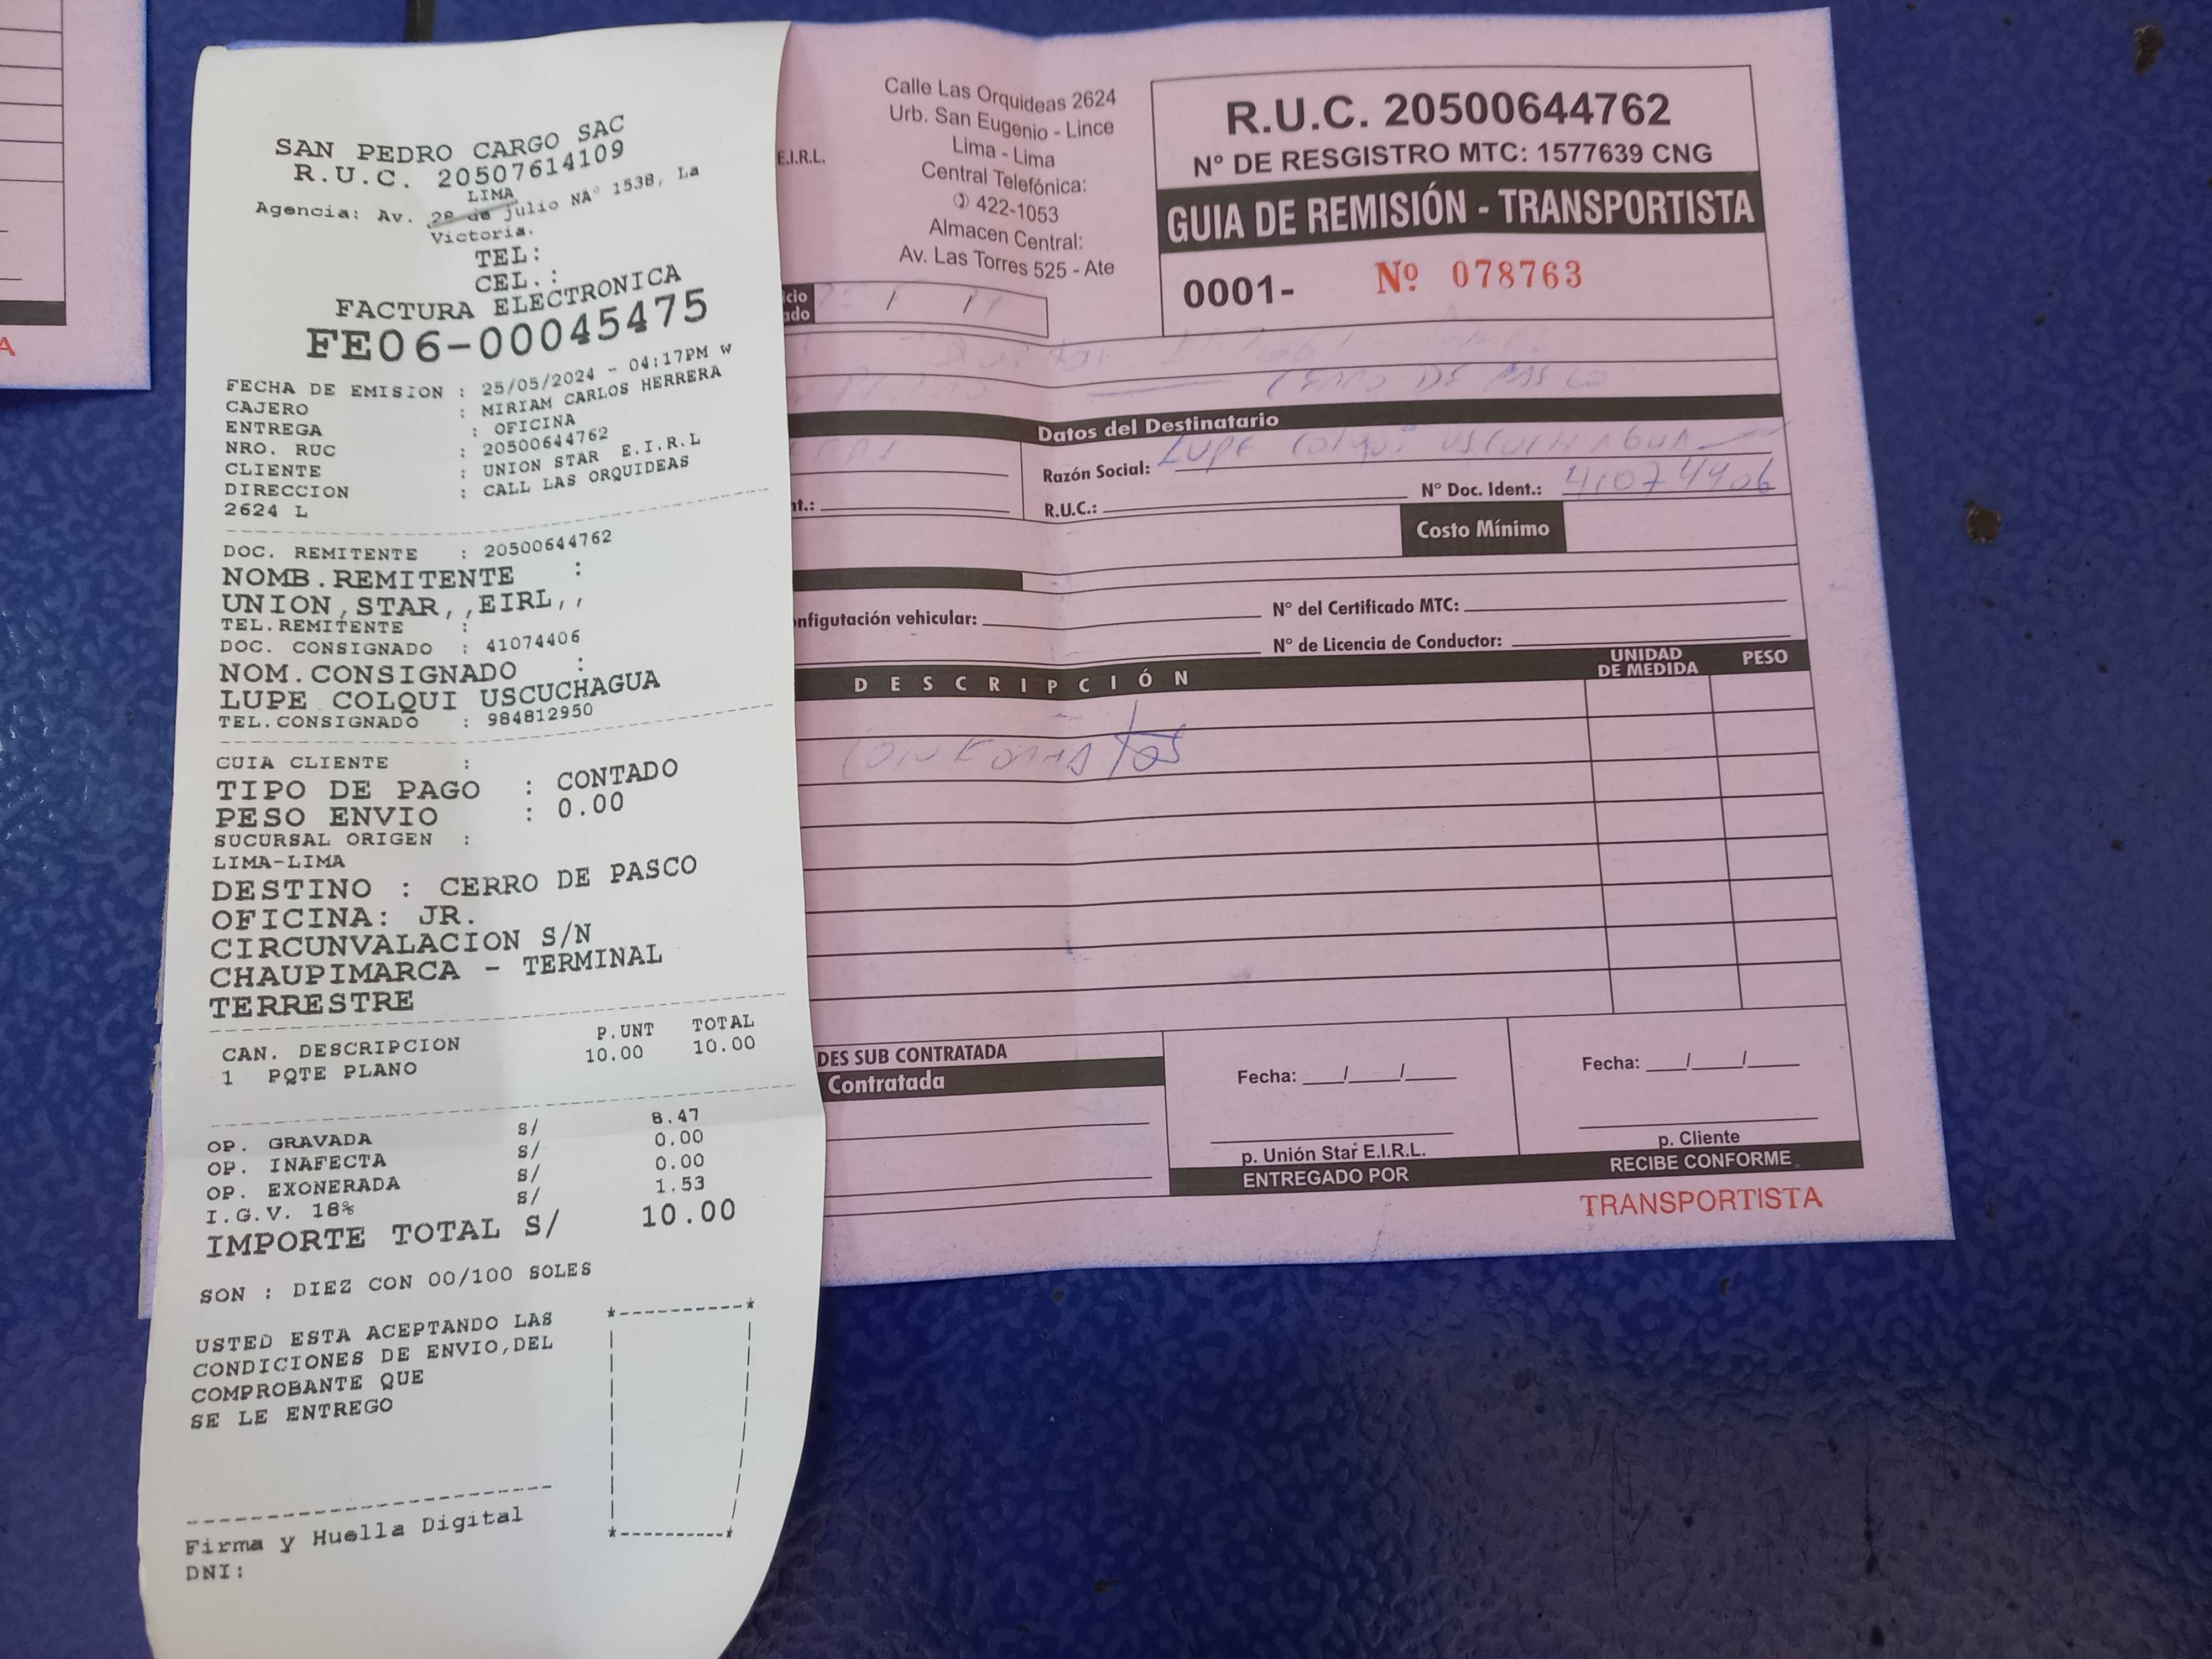 SAN PEDRO CARGO SAC
R.U.C. 20507614109
LIMA
Agencia: Av. 28 de julio NÂ° 1538, La
Victoria.
TEL:
CEL.:
FACTURA ELECTRONICA
FE06-00045475
FECHA DE EMISION : 25/05/2024 - 04:17PM w
CAJERO : MIRIAM CARLOS HERRERA
ENTREGA : OFICINA
NRO. RUC : 20500644762
CLIENTE : UNION STAR E.I.R.L
DIRECCION : CALL LAS ORQUIDEAS
2624 L
DOC. REMITENTE : 20500644762
NOMB.REMITENTE :
UNION,STAR,,EIRL,,
TEL.REMITENTE :
DOC. CONSIGNADO : 41074406
NOM.CONSIGNADO :
LUPE COLQUI USCUCHAGUA
TEL.CONSIGNADO : 984812950
GUIA CLIENTE :
TIPO DE PAGO : CONTADO
PESO ENVIO : 0.00
SUCURSAL ORIGEN :
LIMA-LIMA
DESTINO : CERRO DE PASCO
OFICINA: JR.
CIRCUNVALACION S/N
CHAUPIMARCA - TERMINAL
TERRESTRE
CAN. DESCRIPCION P.UNT TOTAL
1 PQTE PLANO 10.00 10.00
OP. GRAVADA S/ 8.47
OP. INAFECTA S/ 0.00
OP. EXONERADA S/ 0.00
I.G.V. 18% S/ 1.53
IMPORTE TOTAL S/ 10.00
SON : DIEZ CON 00/100 SOLES
USTED ESTA ACEPTANDO LAS
CONDICIONES DE ENVIO,DEL
COMPROBANTE QUE
SE LE ENTREGO
Firma y Huella Digital
DNI:
E.I.R.L.
Calle Las Orquideas 2624
Urb. San Eugenio - Lince
Lima - Lima
Central Telefónica:
422-1053
Almacen Central:
Av. Las Torres 525 - Ate
R.U.C. 20500644762
N° DE RESGISTRO MTC: 1577639 CNG
GUIA DE REMISIÓN - TRANSPORTISTA
0001- Nº 078763
cio
ado
CERRO DE PASCO
Datos del Destinatario
Razón Social: LUPE Colqui USCUCHAGUA
nt.:
R.U.C.: N° Doc. Ident.: 41074406
Costo Mínimo
onfigutación vehicular: N° del Certificado MTC:
N° de Licencia de Conductor:
DESCRIPCIÓN UNIDAD DE MEDIDA PESO
DES SUB CONTRATADA
Contratada
Fecha: / /
p. Unión Star E.I.R.L.
ENTREGADO POR
Fecha: / /
p. Cliente
RECIBE CONFORME
TRANSPORTISTA
A